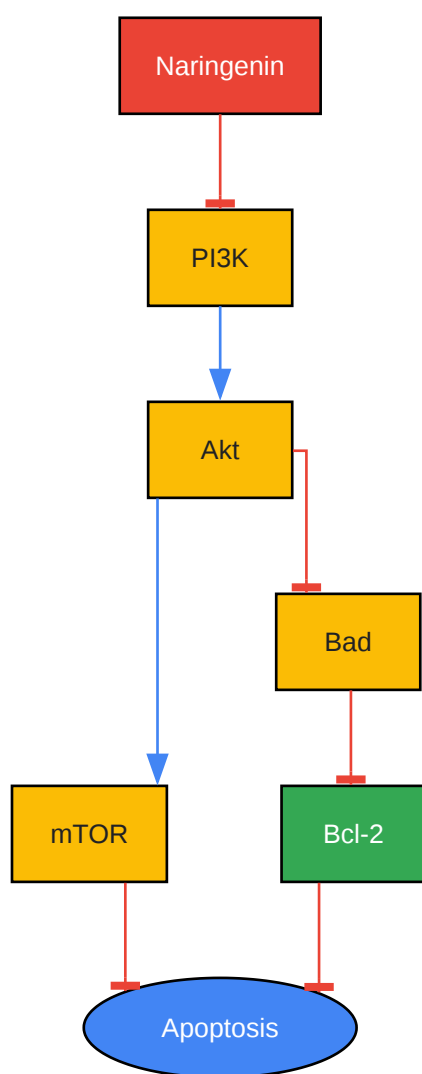 Naringenin
PI3K
Akt
Bad
mTOR
Bcl-2
Apoptosis